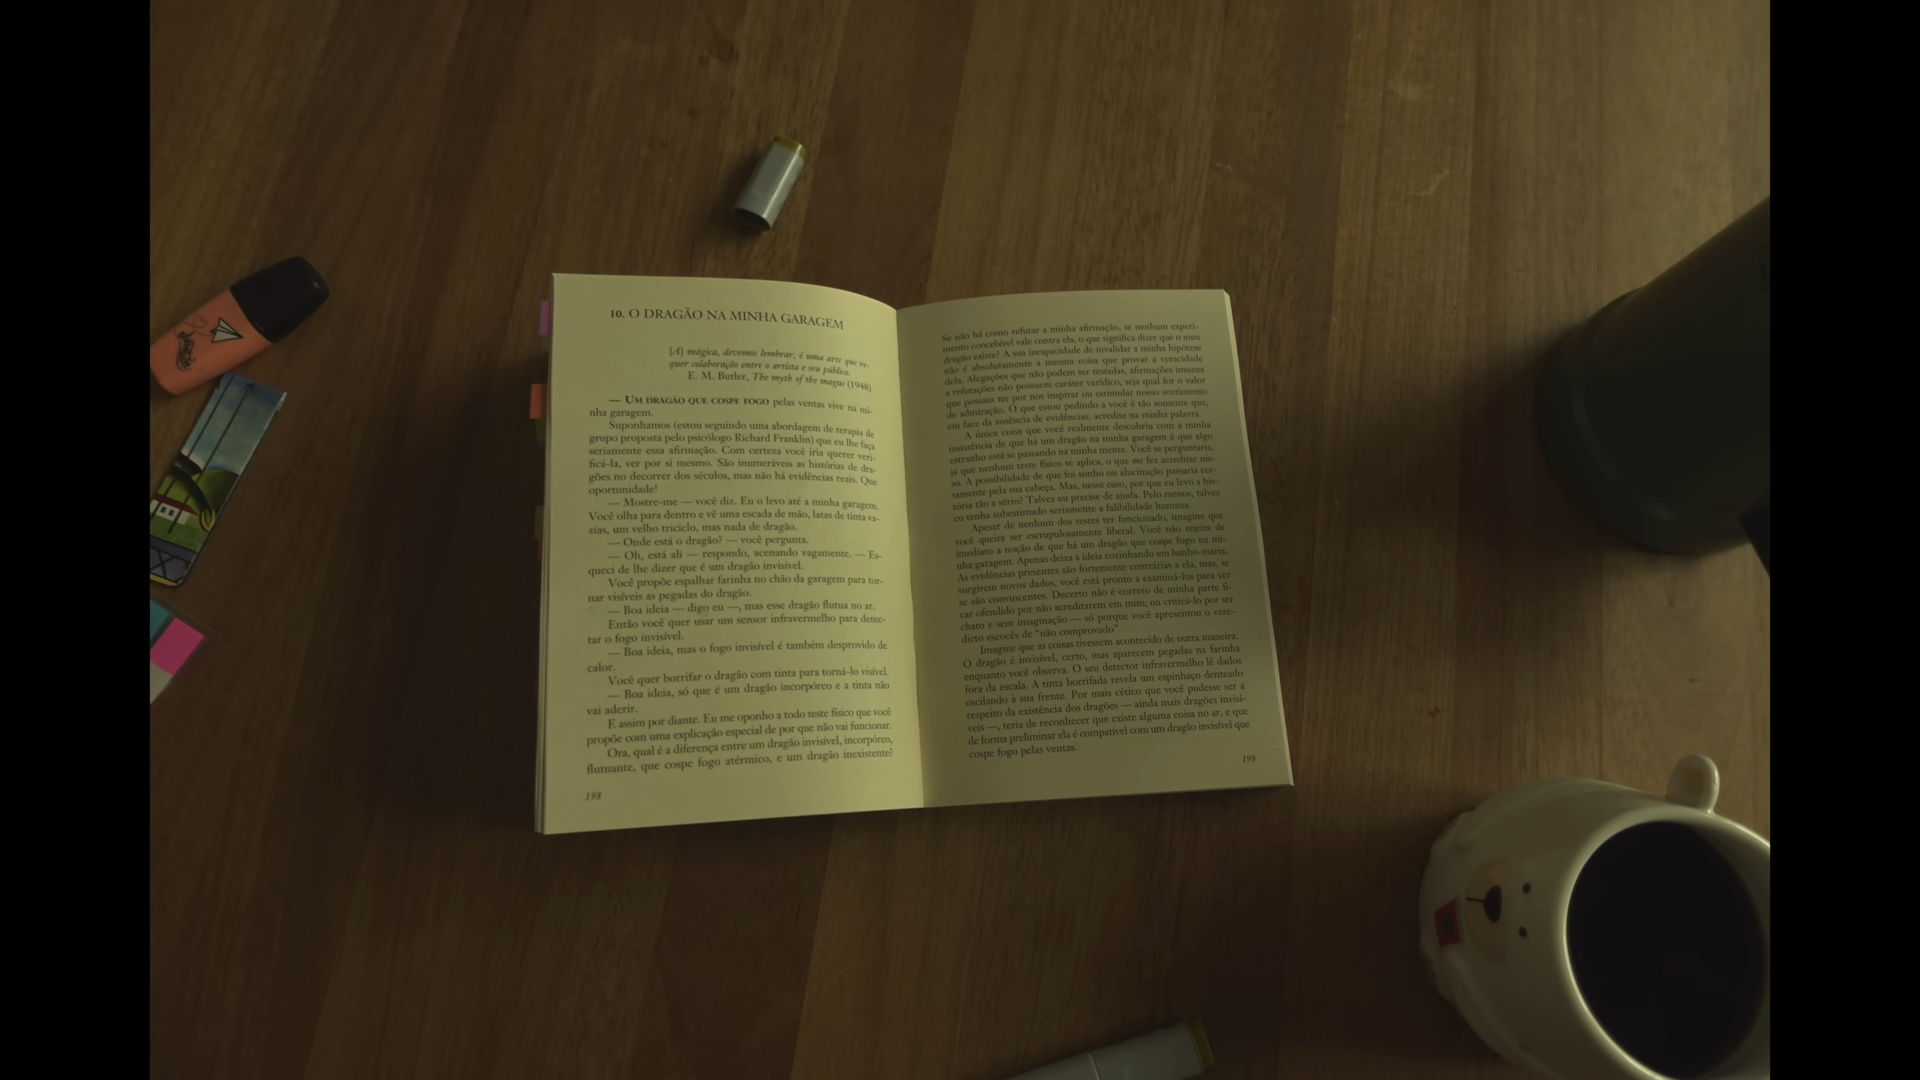 10. O DRAGÃO NA MINHA GARAGEM
[A] mágica, devemos lembrar, é uma arte que re-
quer colaboração entre o artista e seu público.
E. M. Butler, The myth of the magus (1948)
— UM DRAGÃO QUE COSPE FOGO pelas ventas vive na mi-
nha garagem.
Suponhamos (estou seguindo uma abordagem de terapia de
grupo proposta pelo psicólogo Richard Franklin) que eu lhe faça
seriamente essa afirmação. Com certeza você iria querer veri-
ficá-la, ver por si mesmo. São inumeráveis as histórias de dra-
gões no decorrer dos séculos, mas não há evidências reais. Que
oportunidade!
— Mostre-me — você diz. Eu o levo até a minha garagem.
Você olha para dentro e vê uma escada de mão, latas de tinta va-
zias, um velho triciclo, mas nada de dragão.
— Onde está o dragão? — você pergunta.
— Oh, está ali — respondo, acenando vagamente. — Es-
queci de lhe dizer que é um dragão invisível.
Você propõe espalhar farinha no chão da garagem para tor-
nar visíveis as pegadas do dragão.
— Boa ideia — digo eu —, mas esse dragão flutua no ar.
Então você quer usar um sensor infravermelho para detec-
tar o fogo invisível.
— Boa ideia, mas o fogo invisível é também desprovido de
calor.
Você quer borrifar o dragão com tinta para torná-lo visível.
— Boa ideia, só que é um dragão incorpóreo e a tinta não
vai aderir.
E assim por diante. Eu me oponho a todo teste físico que você
propõe com uma explicação especial de por que não vai funcionar.
Ora, qual é a diferença entre um dragão invisível, incorpóreo,
flutuante, que cospe fogo atérmico, e um dragão inexistente?
198
Se não há como refutar a minha afirmação, se nenhum experi-
mento concebível vale contra ela, o que significa dizer que o meu
dragão existe? A sua incapacidade de invalidar a minha hipótese
não é absolutamente a mesma coisa que provar a veracidade
dela. Alegações que não podem ser testadas, afirmações imunes
a refutações não possuem caráter verídico, seja qual for o valor
que possam ter por nos inspirar ou estimular nosso sentimento
de admiração. O que estou pedindo a você é tão somente que,
em face da ausência de evidências, acredite na minha palavra.
A única coisa que você realmente descobriu com a minha
insistência de que há um dragão na minha garagem é que algo
estranho está se passando na minha mente. Você se perguntaria,
já que nenhum teste físico se aplica, o que me fez acreditar nis-
so. A possibilidade de que foi sonho ou alucinação passaria cer-
tamente pela sua cabeça. Mas, nesse caso, por que eu levo a his-
tória tão a sério? Talvez eu precise de ajuda. Pelo menos, talvez
eu tenha subestimado seriamente a falibilidade humana.
Apesar de nenhum dos testes ter funcionado, imagine que
você queira ser escrupulosamente liberal. Você não rejeita de
imediato a noção de que há um dragão que cospe fogo na mi-
nha garagem. Apenas deixa a ideia cozinhando em banho-maria.
As evidências presentes são fortemente contrárias a ela, mas, se
surgirem novos dados, você está pronto a examiná-los para ver
se são convincentes. Decerto não é correto de minha parte fi-
car ofendido por não acreditarem em mim; ou criticá-lo por ser
chato e sem imaginação — só porque você apresentou o vere-
dicto escocês de “não comprovado”.
Imagine que as coisas tivessem acontecido de outra maneira.
O dragão é invisível, certo, mas aparecem pegadas na farinha
enquanto você observa. O seu detector infravermelho lê dados
fora da escala. A tinta borrifada revela um espinhaço denteado
oscilando à sua frente. Por mais cético que você pudesse ser a
respeito da existência dos dragões — ainda mais dragões invisí-
veis —, teria de reconhecer que existe alguma coisa no ar, e que
de forma preliminar ela é compatível com um dragão invisível que
cospe fogo pelas ventas.
199